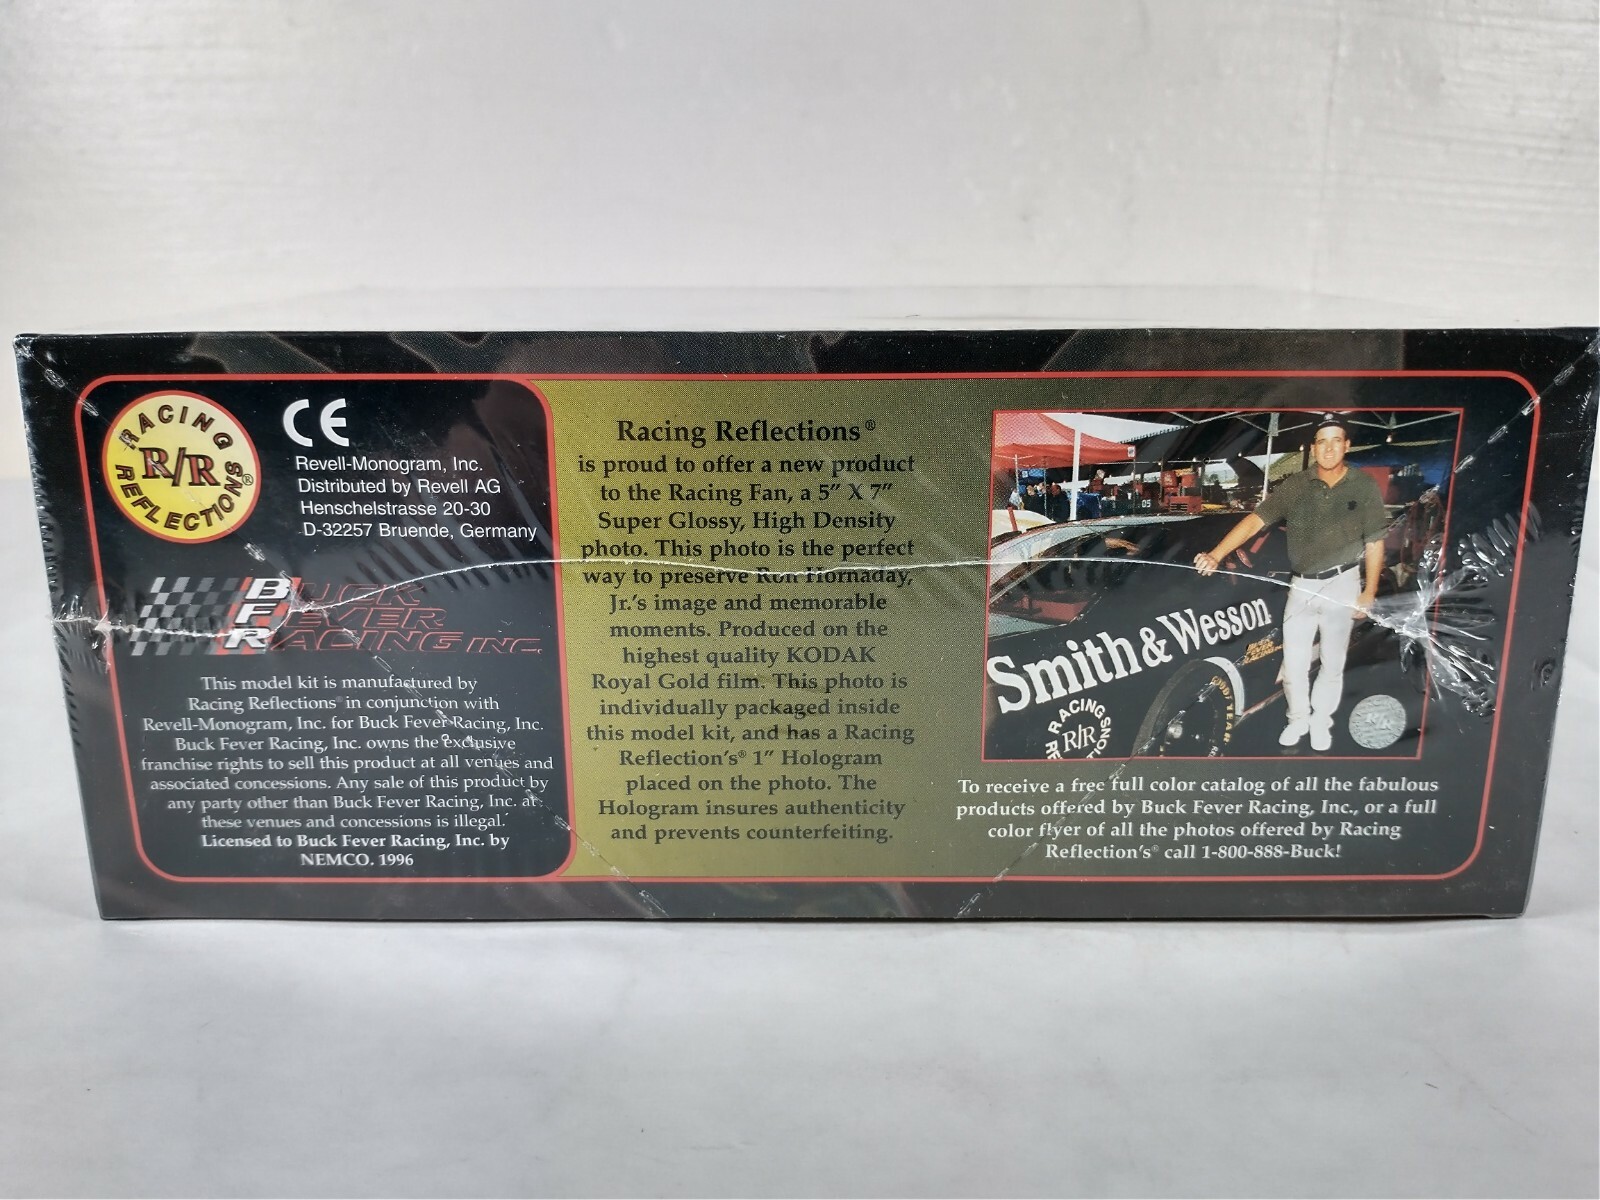 RACING
R/R
REFLECTIONS®
CE
Revell-Monogram, Inc.
Distributed by Revell AG
Henschelstrasse 20-30
D-32257 Bruende, Germany
BUCK
FEVER
RACING INC.
This model kit is manufactured by
Racing Reflections® in conjunction with
Revell-Monogram, Inc. for Buck Fever Racing, Inc.
Buck Fever Racing, Inc. owns the exclusive
franchise rights to sell this product at all venues and
associated concessions. Any sale of this product by
any party other than Buck Fever Racing, Inc. at
these venues and concessions is illegal.
Licensed to Buck Fever Racing, Inc. by
NEMCO. 1996
Racing Reflections®
is proud to offer a new product
to the Racing Fan, a 5" X 7"
Super Glossy, High Density
photo. This photo is the perfect
way to preserve Ron Hornaday,
Jr.'s image and memorable
moments. Produced on the
highest quality KODAK
Royal Gold film. This photo is
individually packaged inside
this model kit, and has a Racing
Reflection's® 1" Hologram
placed on the photo. The
Hologram insures authenticity
and prevents counterfeiting.
Smith & Wesson
GOODYEAR
RACING
R/R
R/R
To receive a free full color catalog of all the fabulous
products offered by Buck Fever Racing, Inc., or a full
color flyer of all the photos offered by Racing
Reflection's® call 1-800-888-Buck!